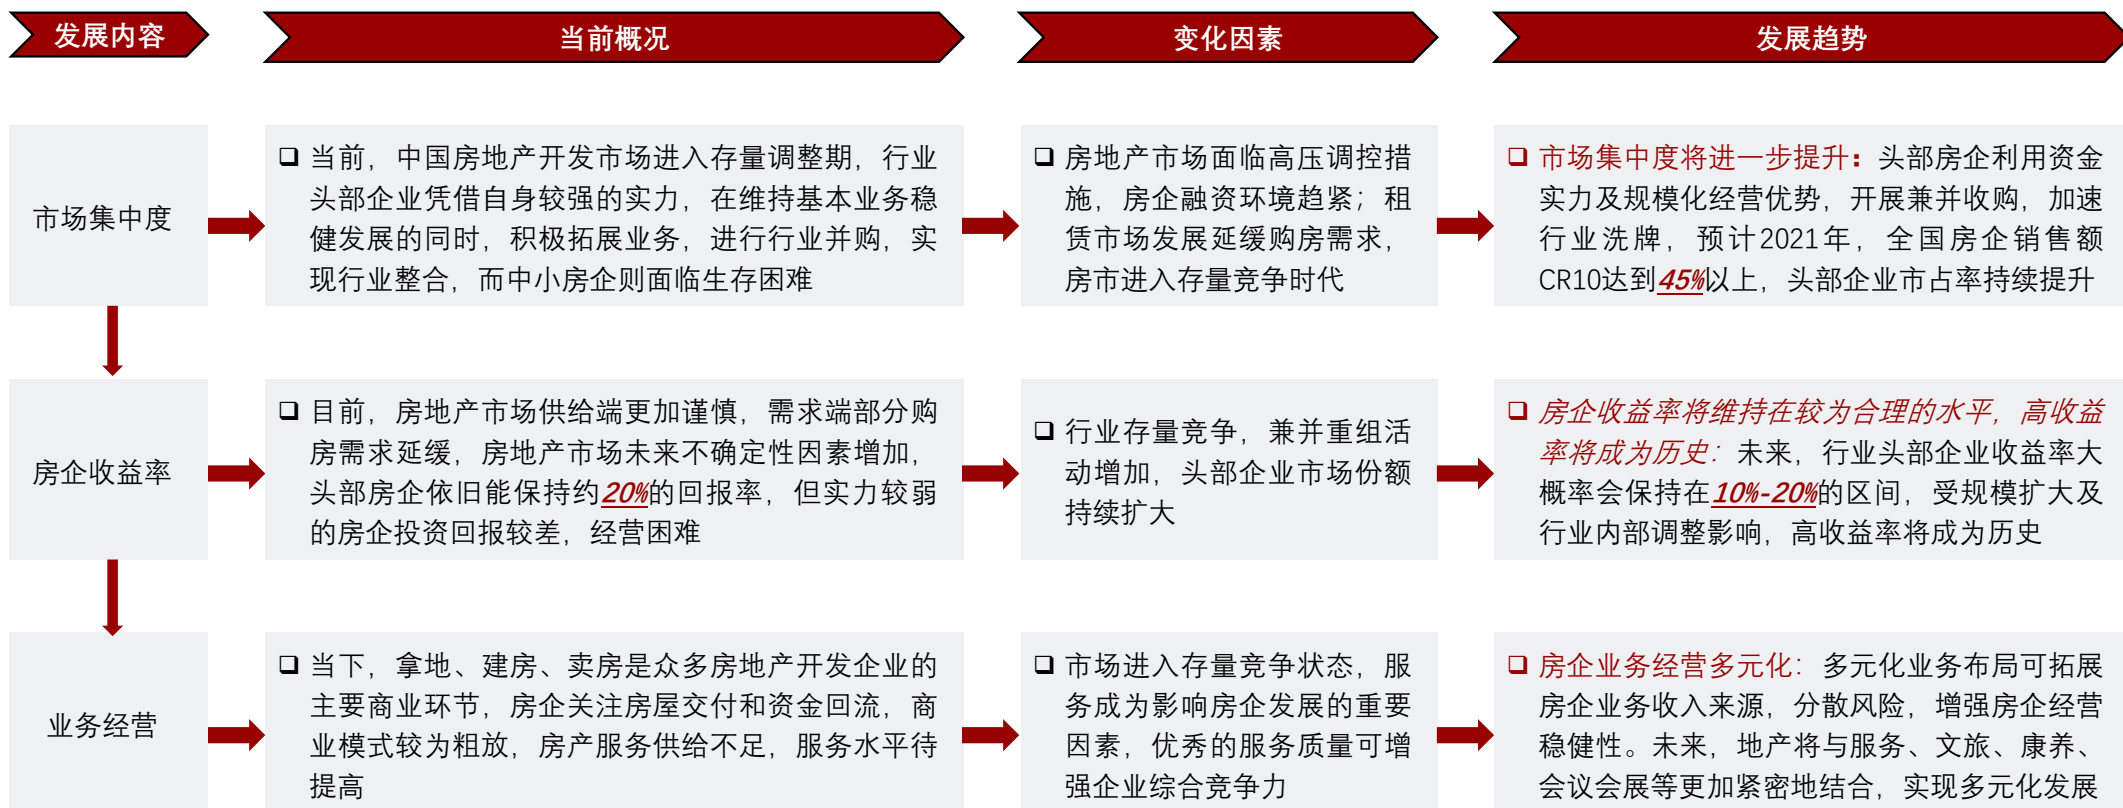 发展内容
当前概况
变化因素
发展趋势
市场集中度
当前，中国房地产开发市场进入存量调整期，行业
头部企业凭借自身较强的实力，在维持基本业务稳
健发展的同时，积极拓展业务，进行行业并购，实
现行业整合，而中小房企则面临生存困难
房地产市场面临高压调控措
施，房企融资环境趋紧；租
赁市场发展延缓购房需求，
房市进入存量竞争时代
市场集中度将进一步提升：头部房企利用资金
实力及规模化经营优势，开展兼并收购，加速
行业洗牌，预计2021年，全国房企销售额
CR10达到45%以上，头部企业市占率持续提升
房企收益率
目前，房地产市场供给端更加谨慎，需求端部分购
房需求延缓，房地产市场未来不确定性因素增加，
头部房企依旧能保持约20%的回报率，但实力较弱
的房企投资回报较差，经营困难
行业存量竞争，兼并重组活
动增加，头部企业市场份额
持续扩大
房企收益率将维持在较为合理的水平，高收益
率将成为历史：未来，行业头部企业收益率大
概率会保持在10%-20%的区间，受规模扩大及
行业内部调整影响，高收益率将成为历史
业务经营
当下，拿地、建房、卖房是众多房地产开发企业的
主要商业环节，房企关注房屋交付和资金回流，商
业模式较为粗放，房产服务供给不足，服务水平待
提高
市场进入存量竞争状态，服
务成为影响房企发展的重要
因素，优秀的服务质量可增
强企业综合竞争力
房企业务经营多元化：多元化业务布局可拓展
房企业务收入来源，分散风险，增强房企经营
稳健性。未来，地产将与服务、文旅、康养、
会议会展等更加紧密地结合，实现多元化发展